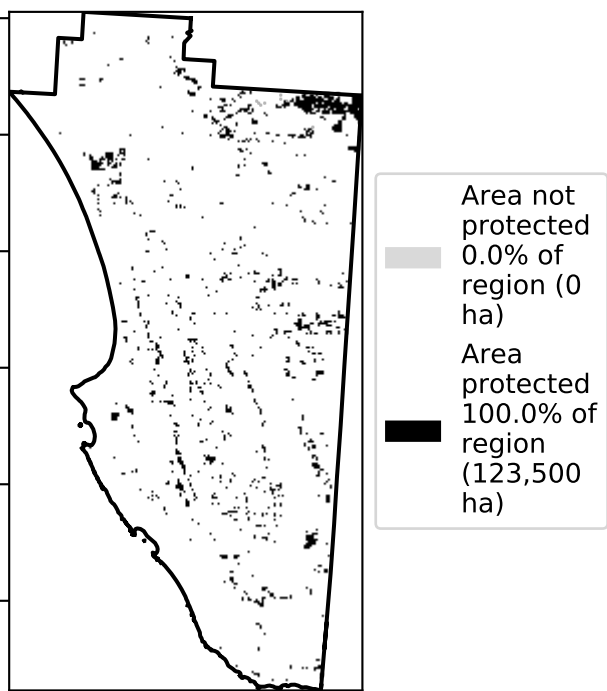 Area not
protected
0.0% of
region (0
ha)
Area
protected
100.0% of
region
(123,500
ha)